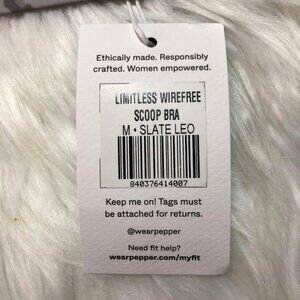 Ethically made. Responsibly
crafted. Women empowered.
LIMITLESS WIREFREE
SCOOP BRA
M • SLATE LEO
840376414007
Keep me on! Tags must
be attached for returns.
@wearpepper
Need fit help?
wearpepper.com/myfit